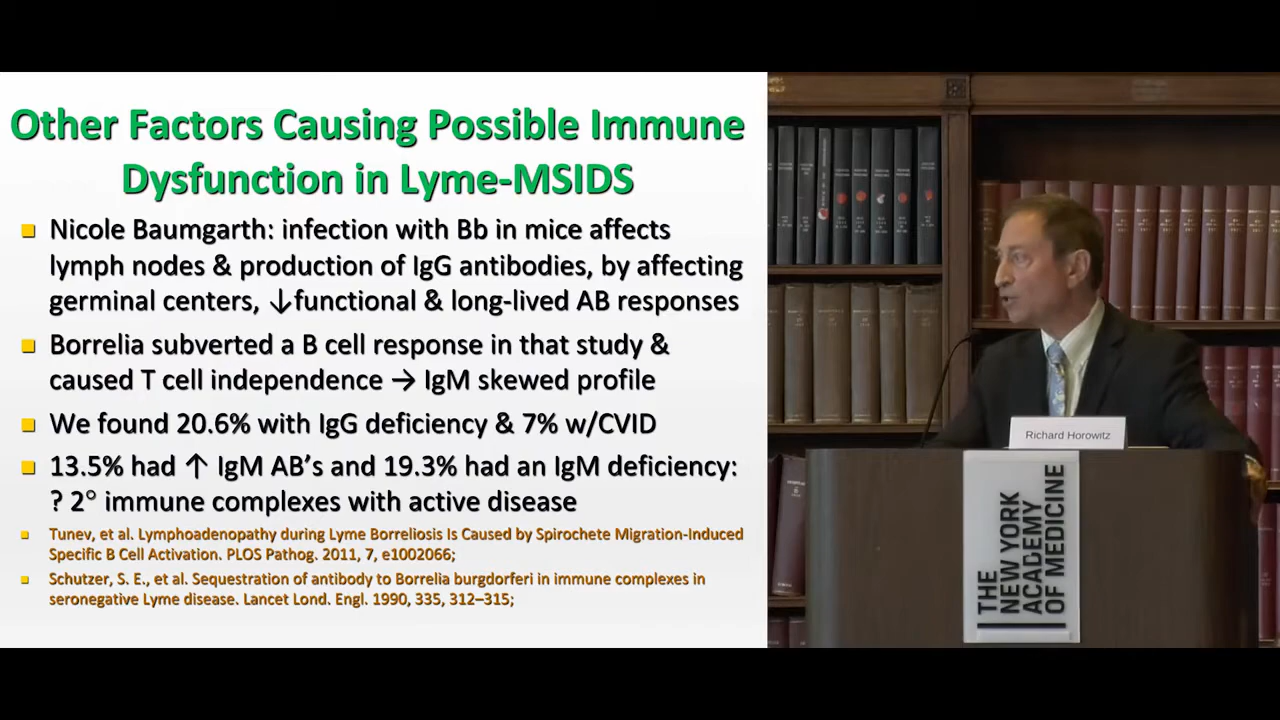 Other Factors Causing Possible Immune
Dysfunction in Lyme-MSIDS
Nicole Baumgarth: infection with Bb in mice affects
lymph nodes & production of IgG antibodies, by affecting
germinal centers, ↓functional & long-lived AB responses
Borrelia subverted a B cell response in that study &
caused T cell independence → IgM skewed profile
We found 20.6% with IgG deficiency & 7% w/CVID
13.5% had ↑ IgM AB’s and 19.3% had an IgM deficiency:
? 2° immune complexes with active disease
Tunev, et al. Lymphoadenopathy during Lyme Borreliosis Is Caused by Spirochete Migration-Induced
Specific B Cell Activation. PLOS Pathog. 2011, 7, e1002066;
Schutzer, S. E., et al. Sequestration of antibody to Borrelia burgdorferi in immune complexes in
seronegative Lyme disease. Lancet Lond. Engl. 1990, 335, 312–315;
Richard Horowitz
THE
NEW YORK
ACADEMY
OF MEDICINE